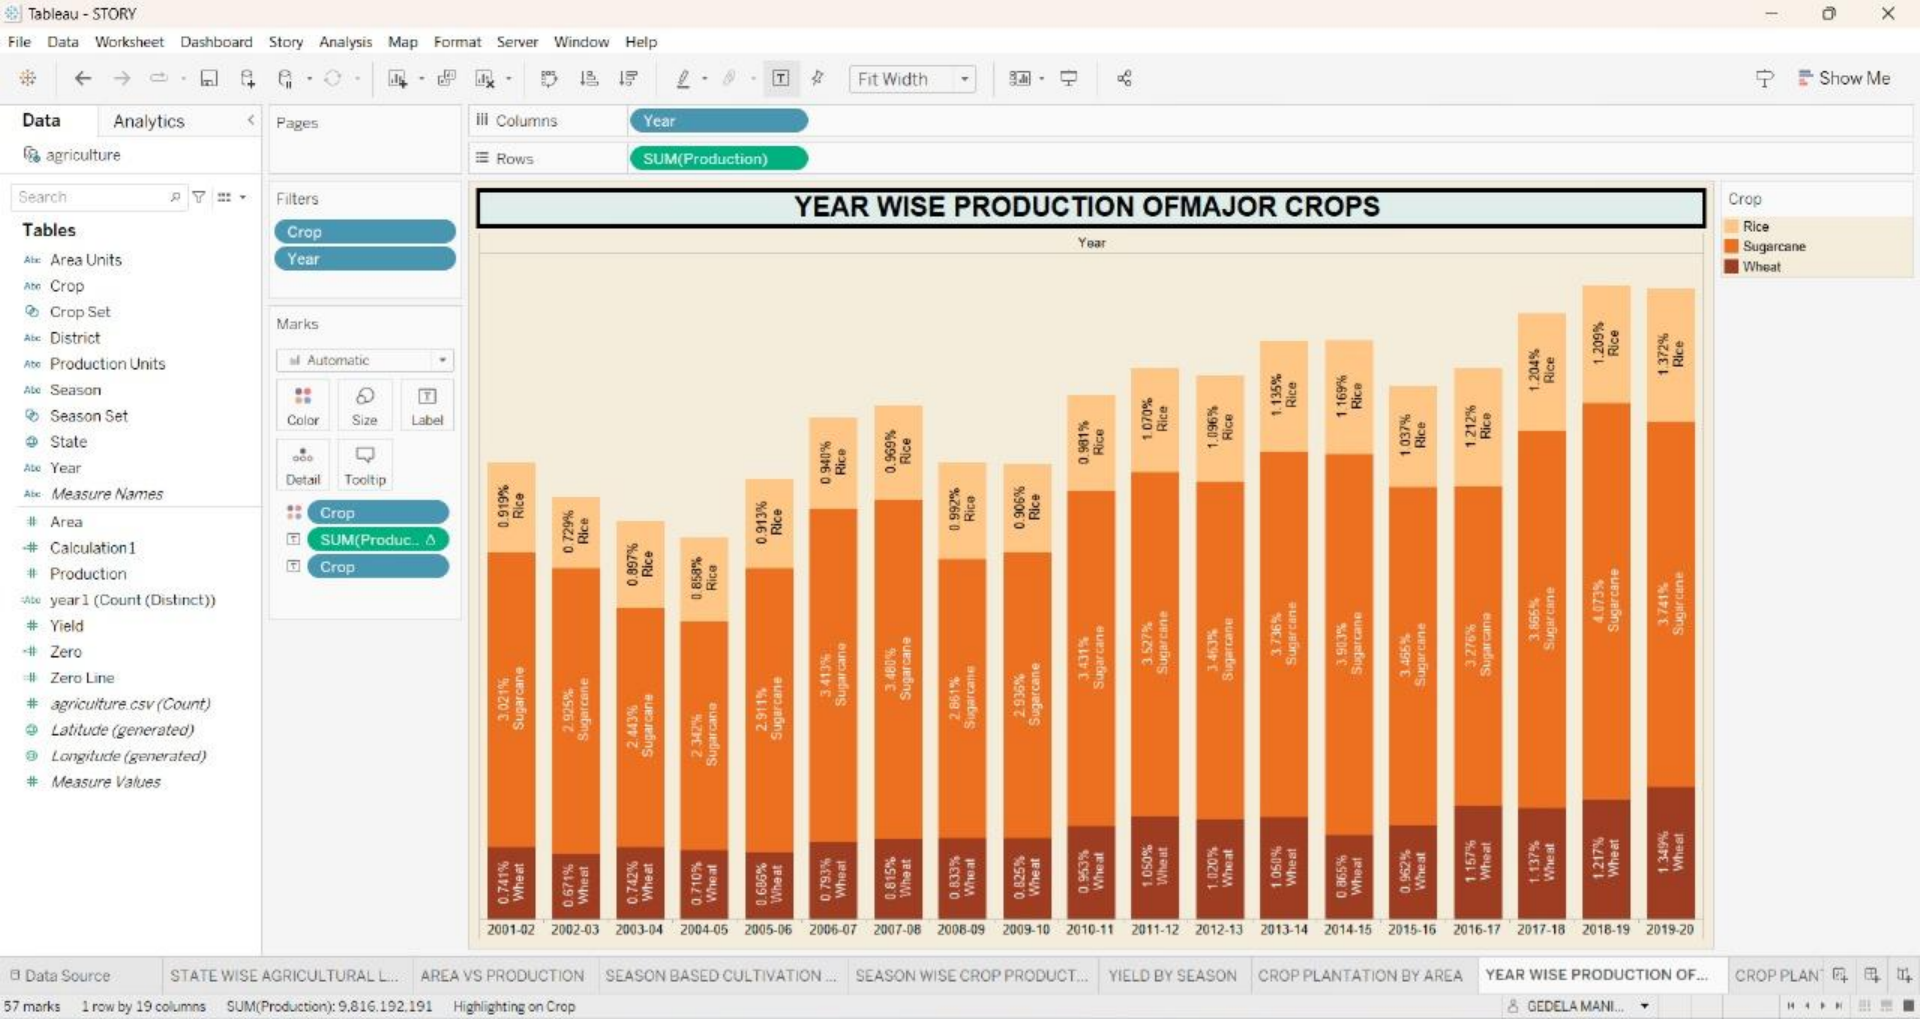 Tableau - STORY
File Data Worksheet Dashboard Story Analysis Map Format Server Window Help
Fit Width
Show Me
Data Analytics
Pages
Columns Year
agriculture
Rows SUM(Production)
Search
Filters
Crop
Year
Tables
Abc Area Units
Abc Crop
Crop Set
Abc District
Abc Production Units
Abc Season
Season Set
State
Abc Year
Abc Measure Names
# Area
=# Calculation1
# Production
=Abc year1 (Count (Distinct))
# Yield
=# Zero
=# Zero Line
# agriculture.csv (Count)
Latitude (generated)
Longitude (generated)
# Measure Values
Marks
Automatic
Color Size Label
Detail Tooltip
Crop
SUM(Produc.. Δ
Crop
YEAR WISE PRODUCTION OFMAJOR CROPS
Year
0.919% Rice
3.021% Sugarcane
0.741% Wheat
0.729% Rice
2.925% Sugarcane
0.671% Wheat
0.897% Rice
2.443% Sugarcane
0.742% Wheat
0.858% Rice
2.342% Sugarcane
0.710% Wheat
0.913% Rice
2.911% Sugarcane
0.686% Wheat
0.940% Rice
3.413% Sugarcane
0.793% Wheat
0.969% Rice
3.480% Sugarcane
0.815% Wheat
0.992% Rice
2.861% Sugarcane
0.833% Wheat
0.906% Rice
2.936% Sugarcane
0.825% Wheat
0.981% Rice
3.431% Sugarcane
0.953% Wheat
1.070% Rice
3.527% Sugarcane
1.050% Wheat
1.096% Rice
3.463% Sugarcane
1.020% Wheat
1.135% Rice
3.736% Sugarcane
1.050% Wheat
1.169% Rice
3.903% Sugarcane
0.865% Wheat
1.037% Rice
3.465% Sugarcane
0.962% Wheat
1.212% Rice
3.276% Sugarcane
1.157% Wheat
1.204% Rice
3.865% Sugarcane
1.137% Wheat
1.209% Rice
4.073% Sugarcane
1.217% Wheat
1.372% Rice
3.741% Sugarcane
1.349% Wheat
2001-02 2002-03 2003-04 2004-05 2005-06 2006-07 2007-08 2008-09 2009-10 2010-11 2011-12 2012-13 2013-14 2014-15 2015-16 2016-17 2017-18 2018-19 2019-20
Crop
Rice
Sugarcane
Wheat
Data Source STATE WISE AGRICULTURAL L... AREA VS PRODUCTION SEASON BASED CULTIVATION ... SEASON WISE CROP PRODUCT... YIELD BY SEASON CROP PLANTATION BY AREA YEAR WISE PRODUCTION OF... CROP PLAN
57 marks 1 row by 19 columns SUM(Production): 9,816,192,191 Highlighting on Crop GEDELA MANI...